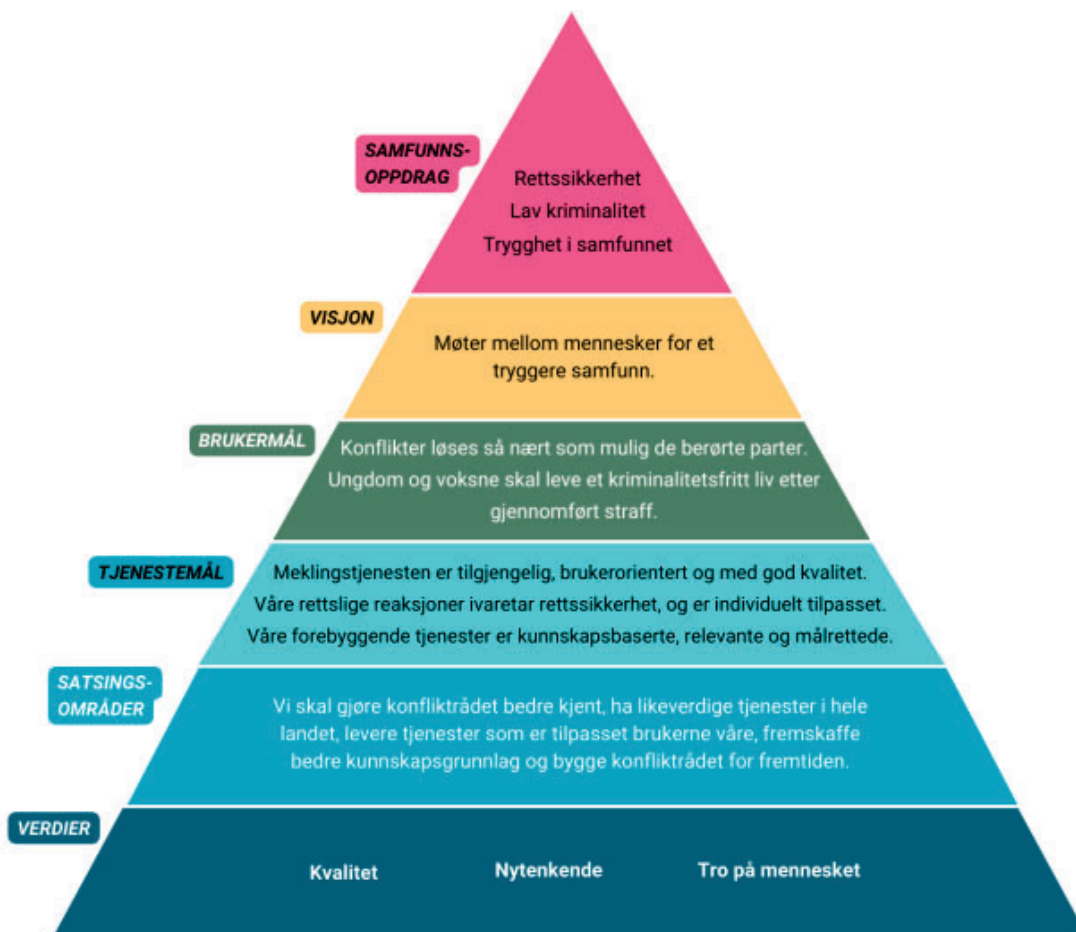 SAMFUNNS-
OPPDRAG
Rettssikkerhet
Lav kriminalitet
Trygghet i samfunnet
VISJON
Møter mellom mennesker for et
tryggere samfunn.
BRUKERMÅL
Konflikter løses så nært som mulig de berørte parter.
Ungdom og voksne skal leve et kriminalitetsfritt liv etter
gjennomført straff.
TJENESTEMÅL
Meklingstjenesten er tilgjengelig, brukerorientert og med god kvalitet.
Våre rettslige reaksjoner ivaretar rettssikkerhet, og er individuelt tilpasset.
Våre forebyggende tjenester er kunnskapsbaserte, relevante og målrettede.
SATSINGS-
OMRÅDER
Vi skal gjøre konfliktrådet bedre kjent, ha likeverdige tjenester i hele
landet, levere tjenester som er tilpasset brukerne våre, fremskaffe
bedre kunnskapsgrunnlag og bygge konfliktrådet for fremtiden.
VERDIER
Kvalitet Nytenkende Tro på mennesket